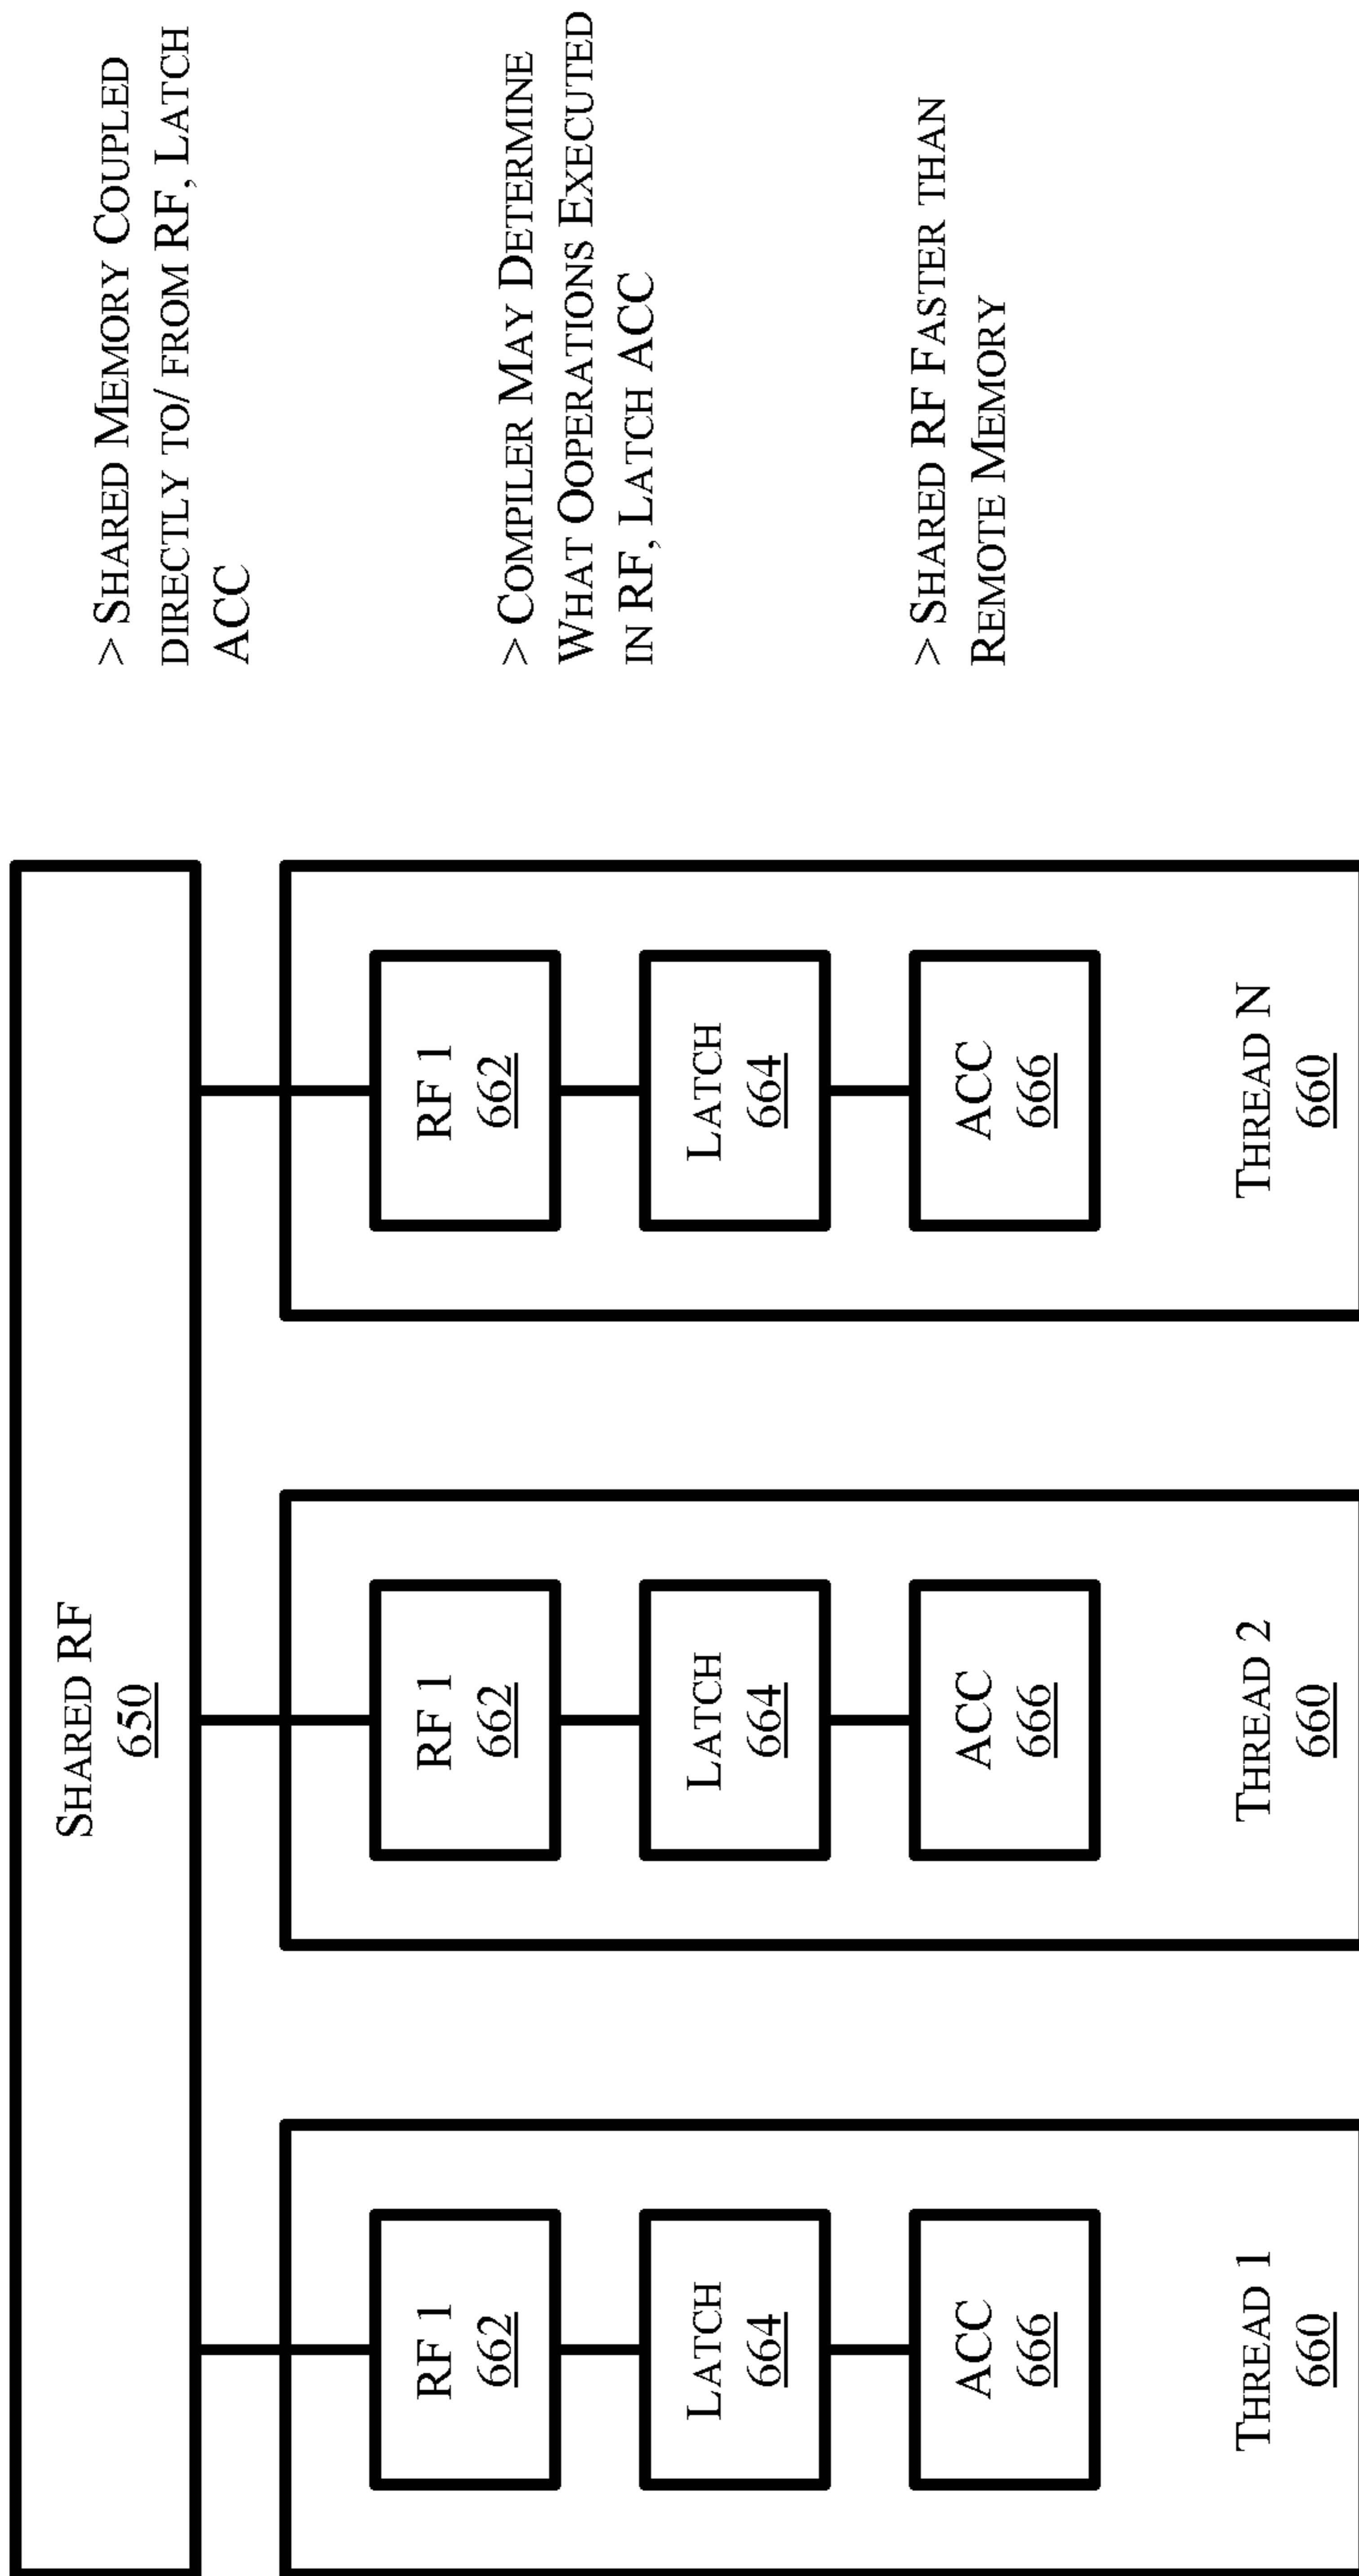 SHARED RF
650
RF 1
662
LATCH
664
ACC
666
THREAD 1
660
RF 1
662
LATCH
664
ACC
666
THREAD 2
660
RF 1
662
LATCH
664
ACC
666
THREAD N
660
> SHARED MEMORY COUPLED
DIRECTLY TO/ FROM RF, LATCH
ACC
> COMPILER MAY DETERMINE
WHAT OOPERATIONS EXECUTED
IN RF, LATCH ACC
> SHARED RF FASTER THAN
REMOTE MEMORY